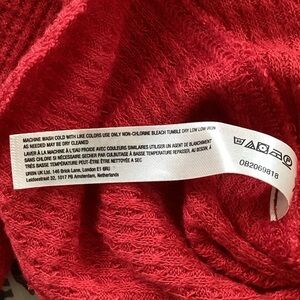 MACHINE WASH COLD WITH LIKE COLORS USE ONLY NON-CHLORINE BLEACH TUMBLE DRY LOW LOW IRON
AS NEEDED MAY BE DRY CLEANED
LAVER À LA MACHINE À L'EAU FROIDE AVEC COULEURS SIMILAIRES UTILISER UN AGENT DE BLANCHIMENT
SANS CHLORE SI NÉCESSAIRE SÉCHER PAR CULBUTAGE À BASSE TEMPÉRATURE REPASSER, AU BESOIN, À
BASSE TEMPÉRATURE PEUT-ÊTRE ÊTRE NETTOYÉ À SEC
URBN UK Ltd. 146 Brick Lane, London E1 6RU
Leidsestraat 32, 1017 PB Amsterdam, Netherlands
OB2069818